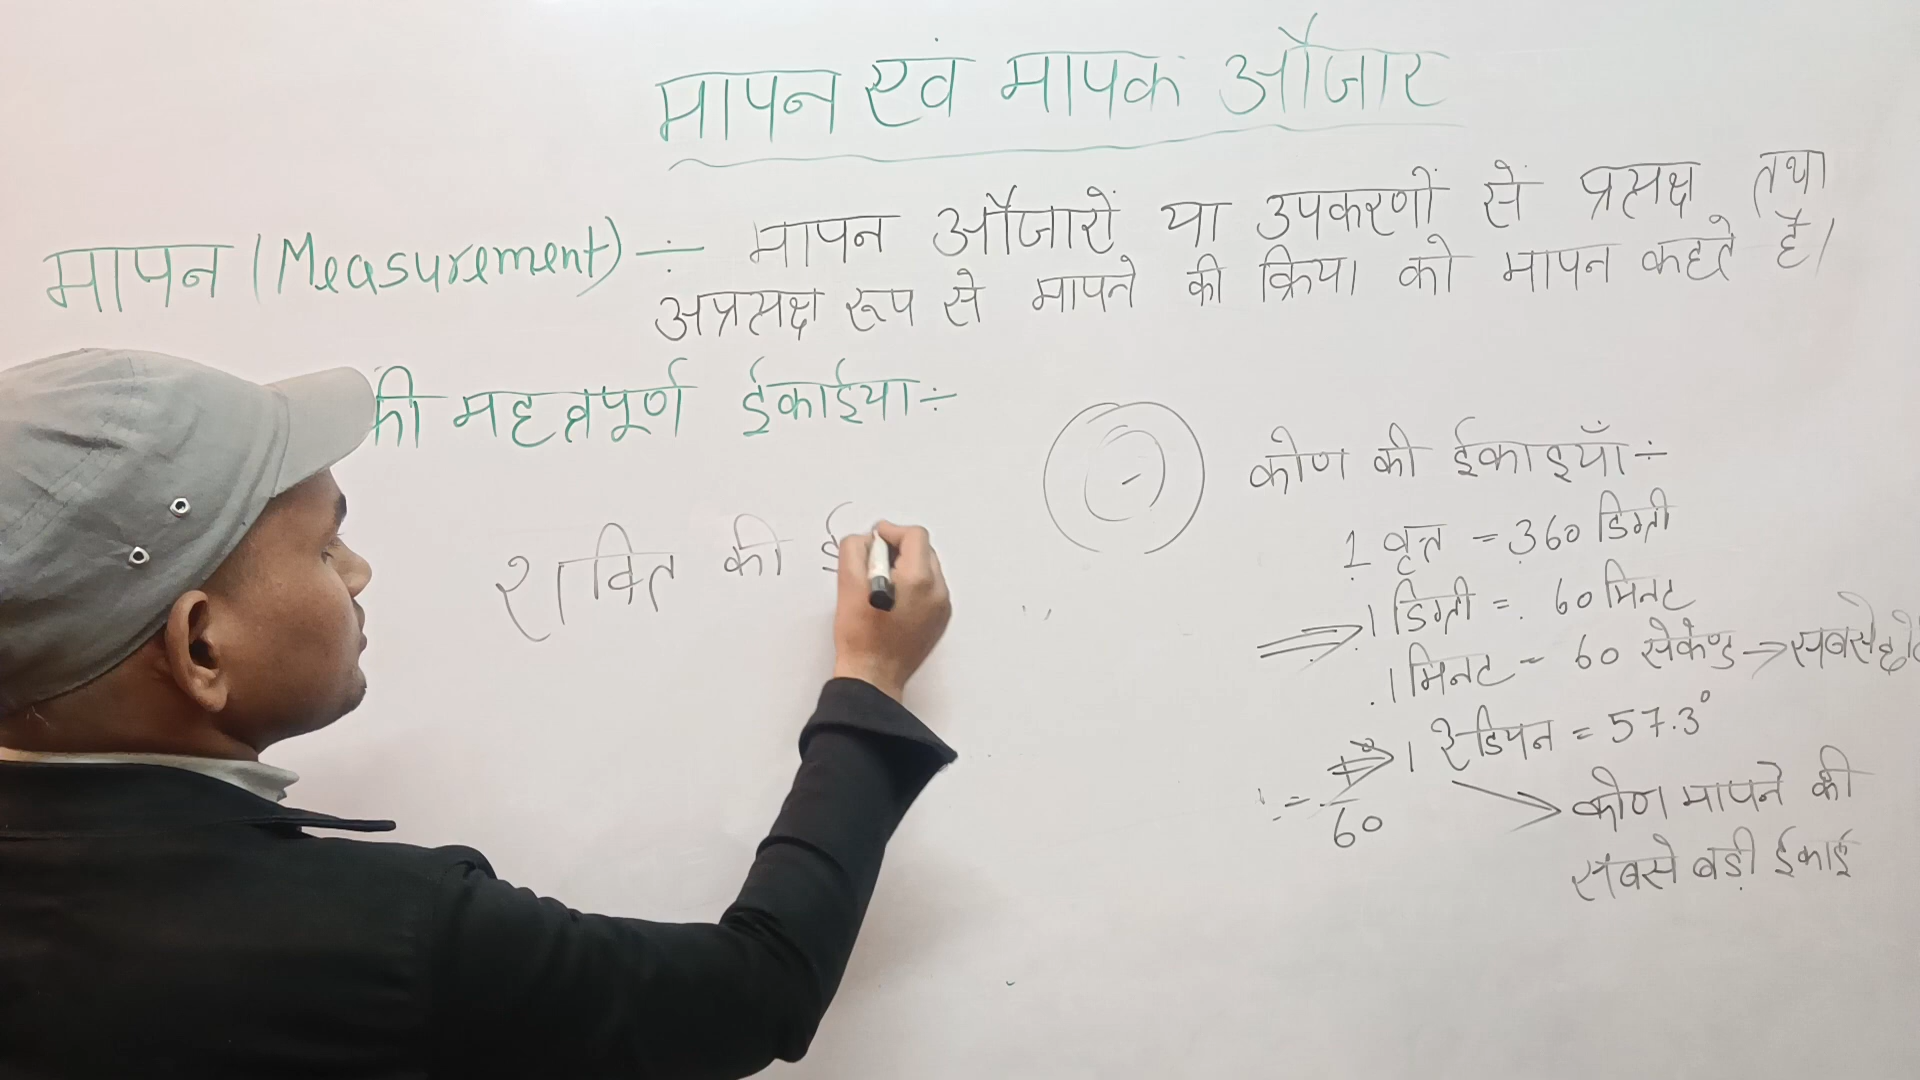 मापन एवं मापक औजार
मापन (Measurement) ÷ मापन औजारों या उपकरणों से प्रत्यक्ष तथा
अप्रत्यक्ष रूप से मापने की क्रिया को मापन कहते है।
की महत्वपूर्ण ईकाईया ÷
शक्ति की ई
कोण की ईकाइयाँ ÷
1 वृत्त = 360 डिग्री
⇒ 1 डिग्री = 60 मिनट
1 मिनट = 60 सेकेण्ड → सबसे
⇒ 1 रेडियन = 57.3°
= 60
→ कोण मापने की
सबसे बड़ी ईकाई